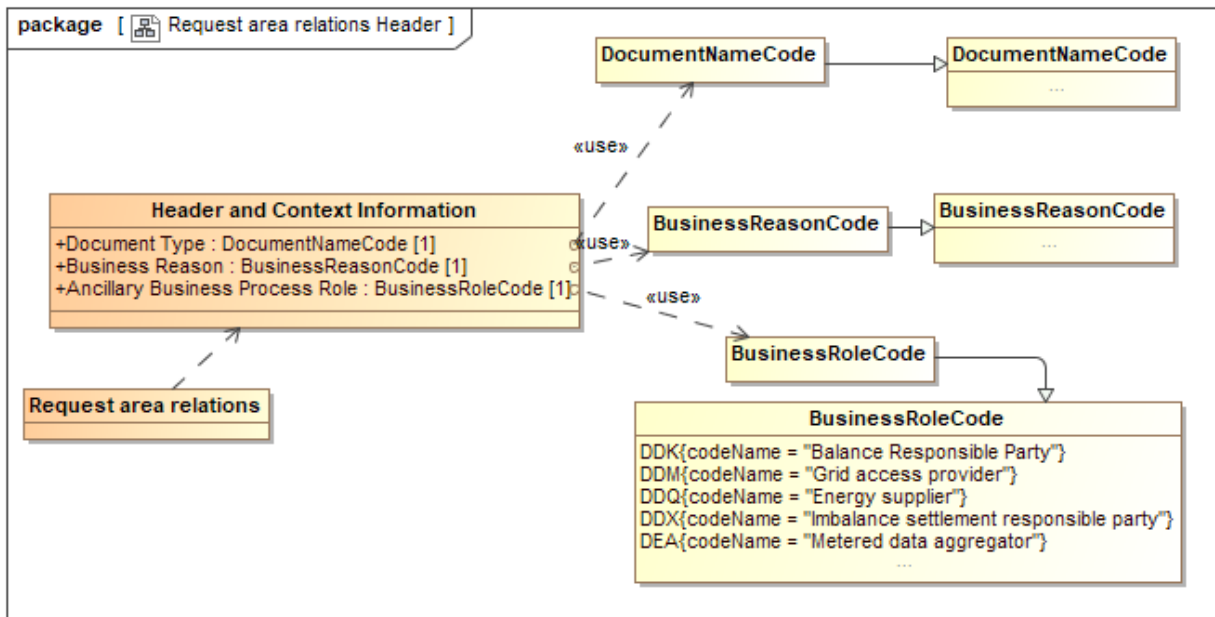 package [ Request area relations Header ]
DocumentNameCode
DocumentNameCode
...
«use»
Header and Context Information
+Document Type : DocumentNameCode [1]
+Business Reason : BusinessReasonCode [1]
+Ancillary Business Process Role : BusinessRoleCode [1]
«use»
BusinessReasonCode
BusinessReasonCode
...
«use»
BusinessRoleCode
Request area relations
BusinessRoleCode
DDK{codeName = "Balance Responsible Party"}
DDM{codeName = "Grid access provider"}
DDQ{codeName = "Energy supplier"}
DDX{codeName = "Imbalance settlement responsible party"}
DEA{codeName = "Metered data aggregator"}
...